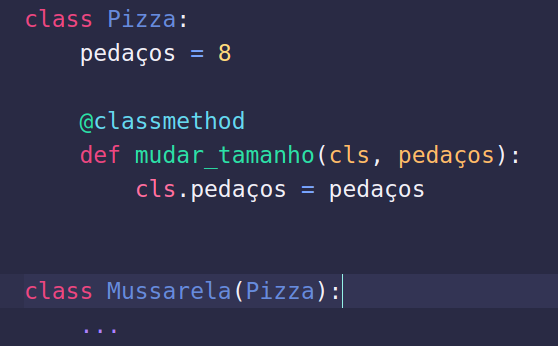 class Pizza:
    pedaços = 8

    @classmethod
    def mudar_tamanho(cls, pedaços):
        cls.pedaços = pedaços


class Mussarela(Pizza):
    ...